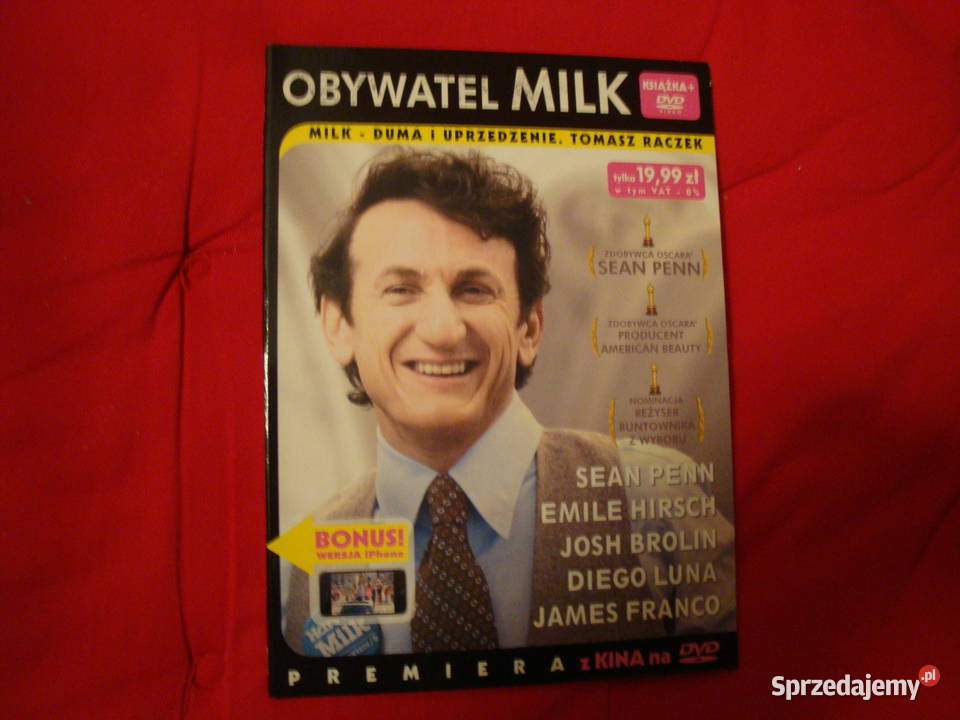 OBYWATEL MILK
KSIĄŻKA+
DVD
VIDEO
MILK - DUMA i UPRZEDZENIE. TOMASZ RACZEK
tylko 19,99 zł
w tym VAT - 0%
ZDOBYWCA OSCARA®
SEAN PENN
ZDOBYWCA OSCARA®
PRODUCENT
AMERICAN BEAUTY
NOMINACJA
REŻYSER
BUNTOWNIKA
Z WYBORU
SEAN PENN
EMILE HIRSCH
JOSH BROLIN
DIEGO LUNA
JAMES FRANCO
BONUS!
WERSJA iPhone
MILK
PREMIERA z KINA na DVD
Sprzedajemy.pl